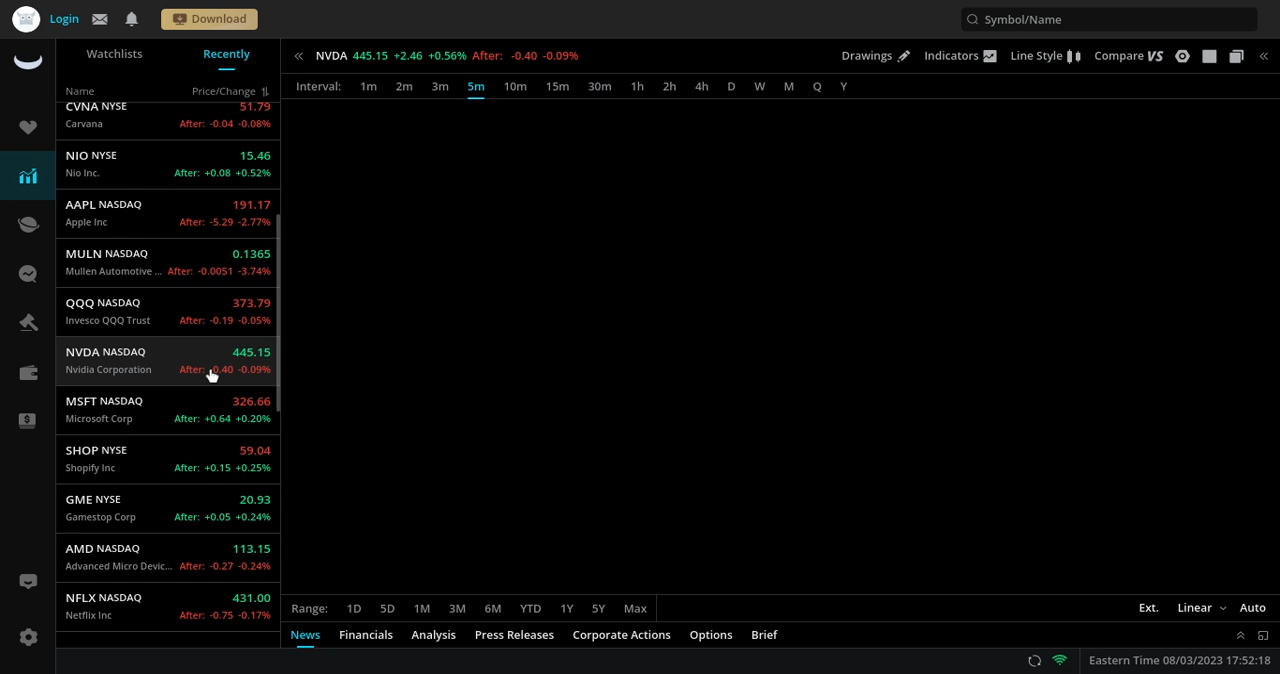 Login
Download
Symbol/Name
Watchlists
Recently
NVDA 445.15 +2.46 +0.56% After: -0.40 -0.09%
Drawings
Indicators
Line Style
Compare VS
Name
Price/Change
Interval: 1m 2m 3m 5m 10m 15m 30m 1h 2h 4h D W M Q Y
CVNA NYSE 51.79
Carvana After: -0.04 -0.08%
NIO NYSE 15.46
Nio Inc. After: +0.08 +0.52%
AAPL NASDAQ 191.17
Apple Inc After: -5.29 -2.77%
MULN NASDAQ 0.1365
Mullen Automotive ... After: -0.0051 -3.74%
QQQ NASDAQ 373.79
Invesco QQQ Trust After: -0.19 -0.05%
NVDA NASDAQ 445.15
Nvidia Corporation After: -0.40 -0.09%
MSFT NASDAQ 326.66
Microsoft Corp After: +0.64 +0.20%
SHOP NYSE 59.04
Shopify Inc After: +0.15 +0.25%
GME NYSE 20.93
Gamestop Corp After: +0.05 +0.24%
AMD NASDAQ 113.15
Advanced Micro Devic... After: -0.27 -0.24%
NFLX NASDAQ 431.00
Netflix Inc After: -0.75 -0.17%
Range: 1D 5D 1M 3M 6M YTD 1Y 5Y Max
Ext. Linear Auto
News Financials Analysis Press Releases Corporate Actions Options Brief
Eastern Time 08/03/2023 17:52:18